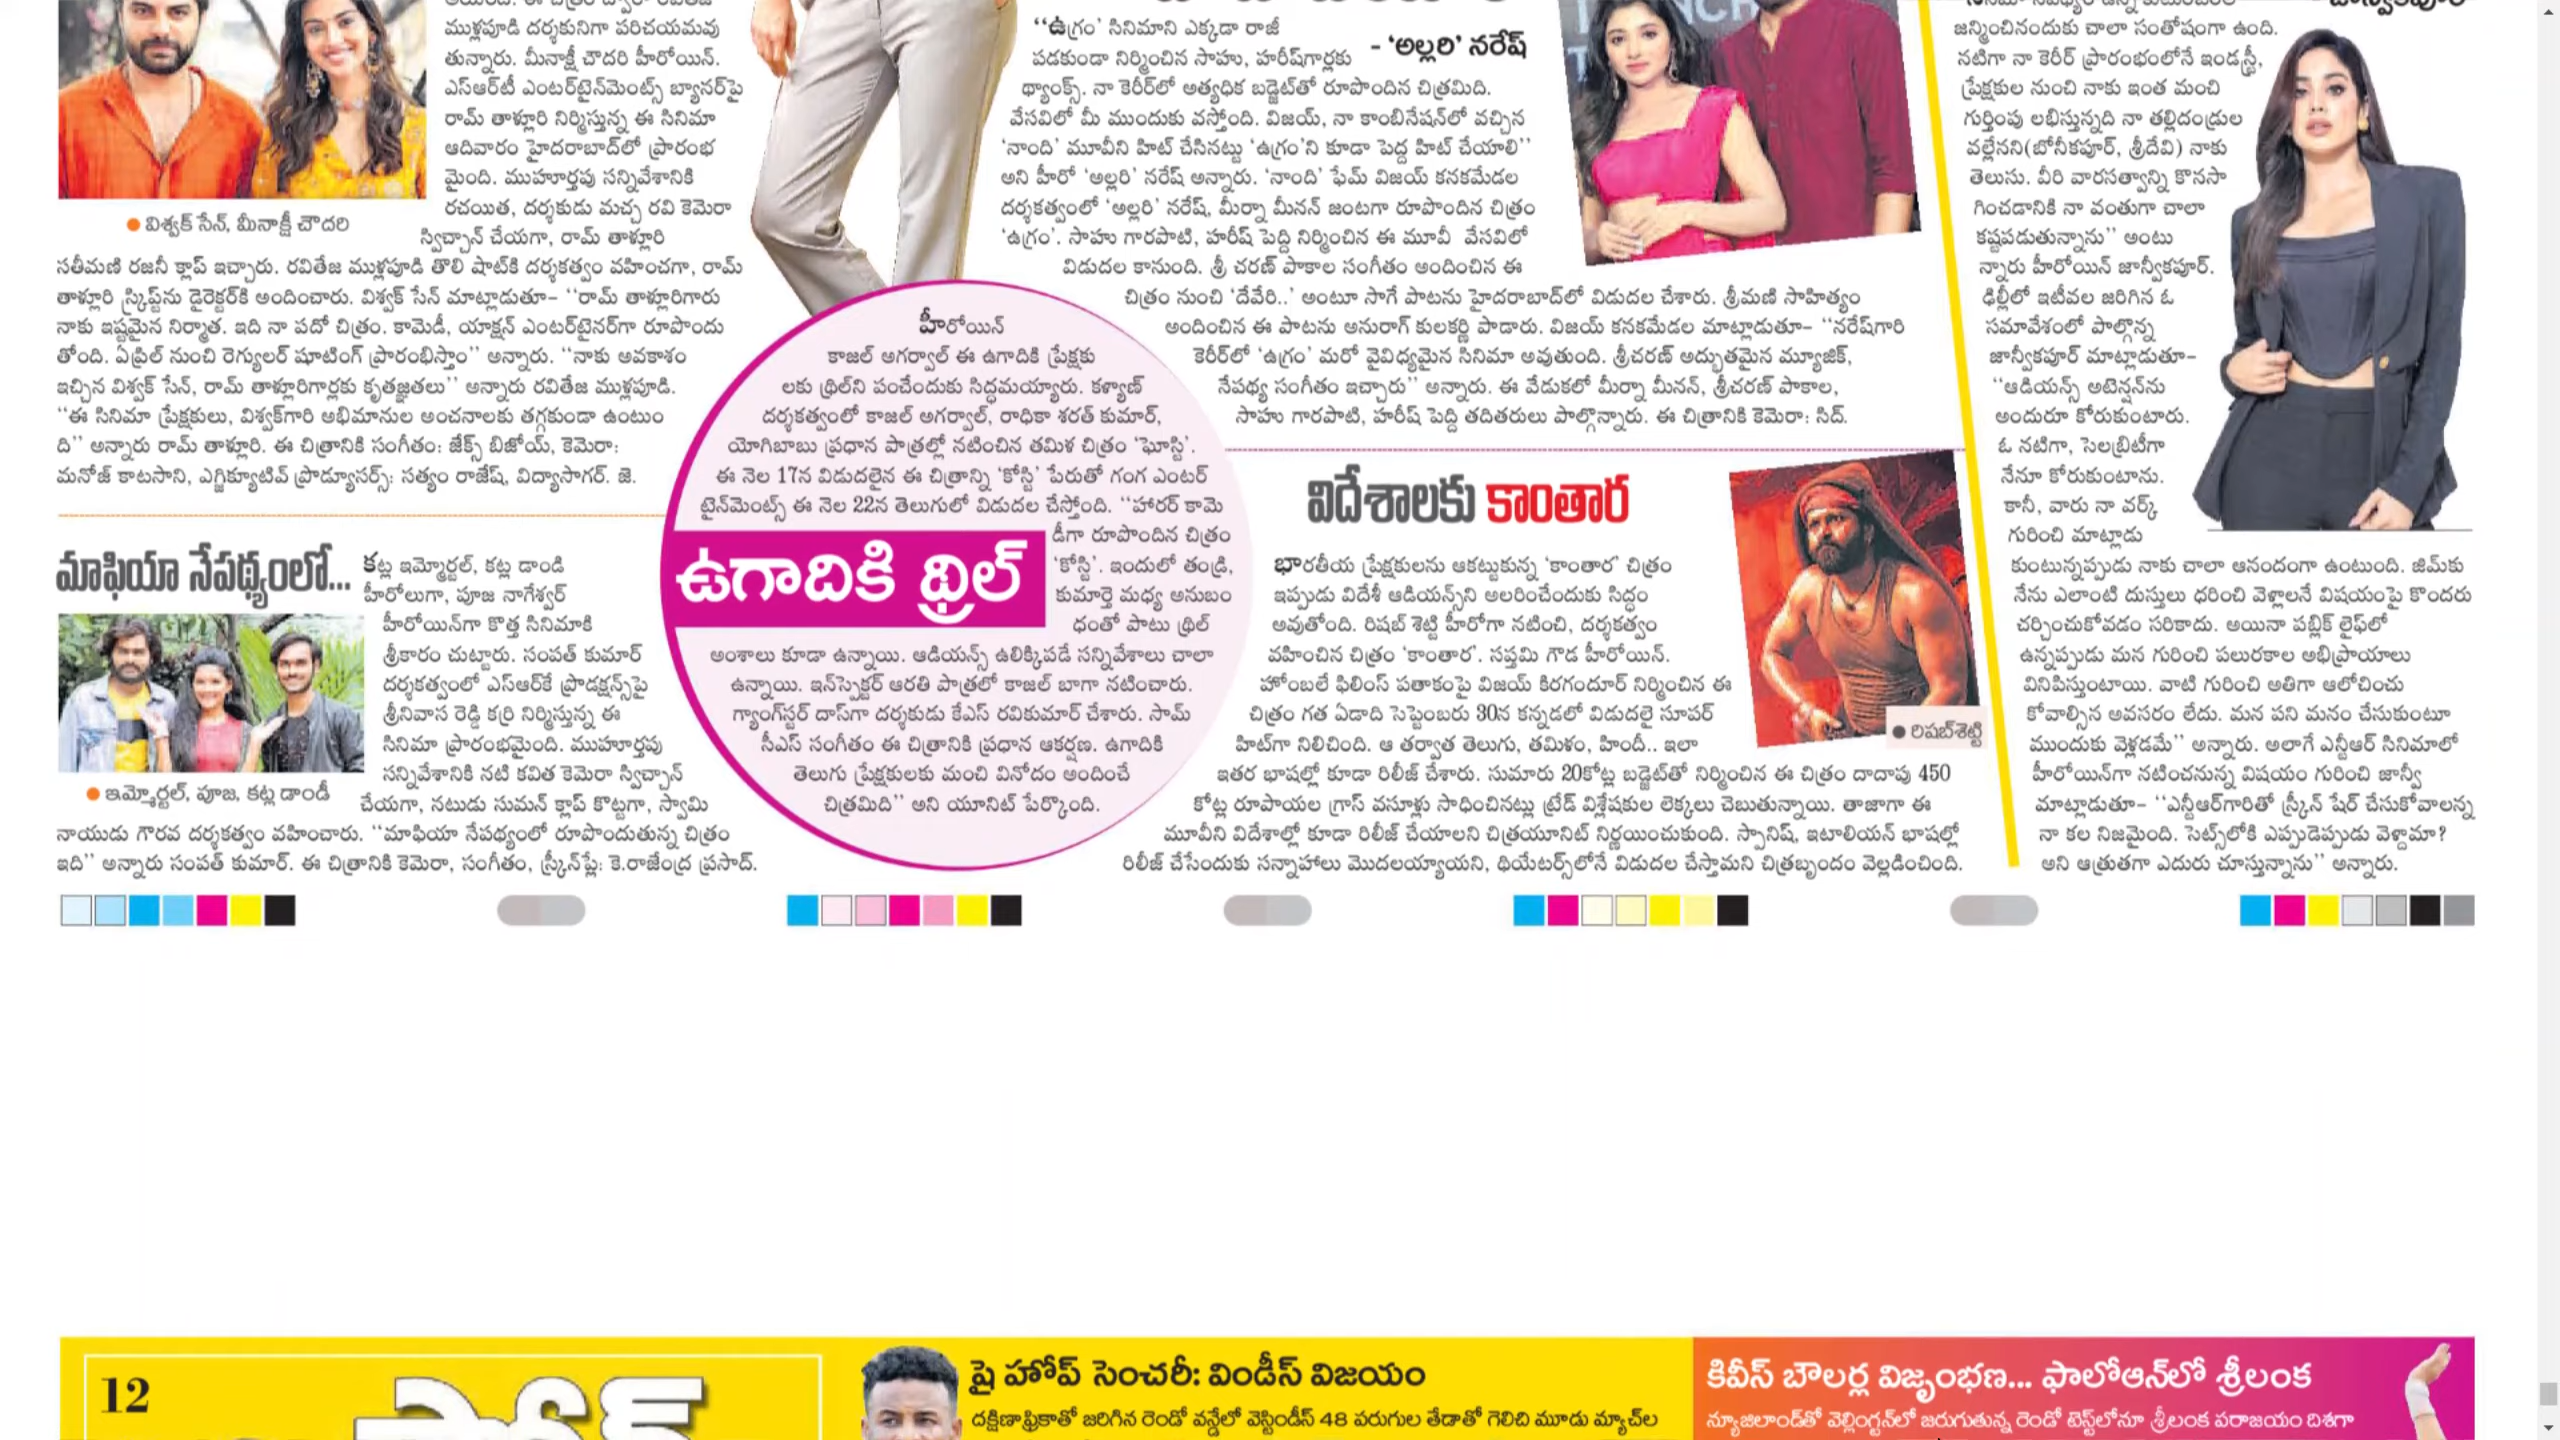 ముళ్లపూడి దర్శకునిగా పరిచయమవు
తున్నారు. మీనాక్షీ చౌదరి హీరోయిన్.
ఎస్ఆర్‌టీ ఎంటర్‌టైన్‌మెంట్స్ బ్యానర్‌పై
రామ్ తాళ్లూరి నిర్మిస్తున్న ఈ సినిమా
ఆదివారం హైదరాబాద్‌లో ప్రారంభ
మైంది. ముహూర్తపు సన్నివేశానికి
రచయిత, దర్శకుడు మచ్చ రవి కెమెరా
స్విచ్చాన్ చేయగా, రామ్ తాళ్లూరి
● విశ్వక్ సేన్, మీనాక్షీ చౌదరి
సతీమణి రజనీ క్లాప్ ఇచ్చారు. రవితేజ ముళ్లపూడి తొలి షాట్‌కి దర్శకత్వం వహించగా, రామ్
తాళ్లూరి స్క్రిప్ట్‌ను డైరెక్టర్‌కి అందించారు. విశ్వక్ సేన్ మాట్లాడుతూ– ‘‘రామ్ తాళ్లూరిగారు
నాకు ఇష్టమైన నిర్మాత. ఇది నా పదో చిత్రం. కామెడీ, యాక్షన్ ఎంటర్‌టైనర్‌గా రూపొందు
తోంది. ఏప్రిల్ నుంచి రెగ్యులర్ షూటింగ్ ప్రారంభిస్తాం’’ అన్నారు. ‘‘నాకు అవకాశం
ఇచ్చిన విశ్వక్ సేన్, రామ్ తాళ్లూరిగార్లకు కృతజ్ఞతలు’’ అన్నారు రవితేజ ముళ్లపూడి.
‘‘ఈ సినిమా ప్రేక్షకులు, విశ్వక్‌గారి అభిమానుల అంచనాలకు తగ్గకుండా ఉంటుం
ది’’ అన్నారు రామ్ తాళ్లూరి. ఈ చిత్రానికి సంగీతం: జేక్స్ బిజోయ్, కెమెరా:
మనోజ్ కాటసాని, ఎగ్జిక్యూటివ్ ప్రొడ్యూసర్స్: సత్యం రాజేష్, విద్యాసాగర్. జె.
మాఫియా నేపథ్యంలో...
కట్ల ఇమ్మోర్టల్, కట్ల డాండి
హీరోలుగా, పూజ నాగేశ్వర్
హీరోయిన్‌గా కొత్త సినిమాకి
శ్రీకారం చుట్టారు. సంపత్ కుమార్
దర్శకత్వంలో ఎస్ఆర్‌కే ప్రొడక్షన్స్‌పై
శ్రీనివాస రెడ్డి కర్రి నిర్మిస్తున్న ఈ
సినిమా ప్రారంభమైంది. ముహూర్తపు
సన్నివేశానికి నటి కవిత కెమెరా స్విచ్చాన్
● ఇమ్మోర్టల్, పూజ, కట్ల డాండీ
చేయగా, నటుడు సుమన్ క్లాప్ కొట్టగా, స్వామి
నాయుడు గౌరవ దర్శకత్వం వహించారు. ‘‘మాఫియా నేపథ్యంలో రూపొందుతున్న చిత్రం
ఇది’’ అన్నారు సంపత్ కుమార్. ఈ చిత్రానికి కెమెరా, సంగీతం, స్క్రీన్‌ప్లే: కె.రాజేంద్ర ప్రసాద్.
హీరోయిన్
కాజల్ అగర్వాల్ ఈ ఉగాదికి ప్రేక్షకు
లకు థ్రిల్‌ని పంచేందుకు సిద్ధమయ్యారు. కళ్యాణ్
దర్శకత్వంలో కాజల్ అగర్వాల్, రాధికా శరత్ కుమార్,
యోగిబాబు ప్రధాన పాత్రల్లో నటించిన తమిళ చిత్రం ‘ఘోస్టి’.
ఈ నెల 17న విడుదలైన ఈ చిత్రాన్ని ‘కోస్టి’ పేరుతో గంగ ఎంటర్
టైన్‌మెంట్స్ ఈ నెల 22న తెలుగులో విడుదల చేస్తోంది. ‘‘హారర్ కామె
డీగా రూపొందిన చిత్రం
‘కోస్టి’. ఇందులో తండ్రి,
కుమార్తె మధ్య అనుబం
ధంతో పాటు థ్రిల్
ఉగాదికి థ్రిల్
అంశాలు కూడా ఉన్నాయి. ఆడియన్స్ ఉలిక్కిపడే సన్నివేశాలు చాలా
ఉన్నాయి. ఇన్‌స్పెక్టర్ ఆరతి పాత్రలో కాజల్ బాగా నటించారు.
గ్యాంగ్‌స్టర్ దాస్‌గా దర్శకుడు కేఎస్ రవికుమార్ చేశారు. సామ్
సీఎస్ సంగీతం ఈ చిత్రానికి ప్రధాన ఆకర్షణ. ఉగాదికి
తెలుగు ప్రేక్షకులకు మంచి వినోదం అందించే
చిత్రమిది’’ అని యూనిట్ పేర్కొంది.
‘‘ఉగ్రం’ సినిమాని ఎక్కడా రాజీ
– ‘అల్లరి’ నరేష్
పడకుండా నిర్మించిన సాహు, హరీష్‌గార్లకు
థ్యాంక్స్. నా కెరీర్‌లో అత్యధిక బడ్జెట్‌తో రూపొందిన చిత్రమిది.
వేసవిలో మీ ముందుకు వస్తోంది. విజయ్, నా కాంబినేషన్‌లో వచ్చిన
‘నాంది’ మూవీని హిట్ చేసినట్టు ‘ఉగ్రం’ని కూడా పెద్ద హిట్ చేయాలి’’
అని హీరో ‘అల్లరి’ నరేష్ అన్నారు. ‘నాంది’ ఫేమ్ విజయ్ కనకమేడల
దర్శకత్వంలో ‘అల్లరి’ నరేష్, మీర్నా మీనన్ జంటగా రూపొందిన చిత్రం
‘ఉగ్రం’. సాహు గారపాటి, హరీష్ పెద్ది నిర్మించిన ఈ మూవీ వేసవిలో
విడుదల కానుంది. శ్రీ చరణ్ పాకాల సంగీతం అందించిన ఈ
చిత్రం నుంచి ‘దేవేరి..’ అంటూ సాగే పాటను హైదరాబాద్‌లో విడుదల చేశారు. శ్రీమణి సాహిత్యం
అందించిన ఈ పాటను అనురాగ్ కులకర్ణి పాడారు. విజయ్ కనకమేడల మాట్లాడుతూ– ‘‘నరేష్‌గారి
కెరీర్‌లో ‘ఉగ్రం’ మరో వైవిధ్యమైన సినిమా అవుతుంది. శ్రీచరణ్ అద్భుతమైన మ్యూజిక్,
నేపథ్య సంగీతం ఇచ్చారు’’ అన్నారు. ఈ వేడుకలో మీర్నా మీనన్, శ్రీచరణ్ పాకాల,
సాహు గారపాటి, హరీష్ పెద్ది తదితరులు పాల్గొన్నారు. ఈ చిత్రానికి కెమెరా: సిద్.
విదేశాలకు కాంతార
భారతీయ ప్రేక్షకులను ఆకట్టుకున్న ‘కాంతార’ చిత్రం
ఇప్పుడు విదేశీ ఆడియన్స్‌ని అలరించేందుకు సిద్ధం
అవుతోంది. రిషబ్ శెట్టి హీరోగా నటించి, దర్శకత్వం
వహించిన చిత్రం ‘కాంతార’. సప్తమి గౌడ హీరోయిన్.
హోంబలే ఫిలింస్ పతాకంపై విజయ్ కిరగందూర్ నిర్మించిన ఈ
చిత్రం గత ఏడాది సెప్టెంబరు 30న కన్నడలో విడుదలై సూపర్
హిట్‌గా నిలిచింది. ఆ తర్వాత తెలుగు, తమిళం, హిందీ.. ఇలా
● రిషబ్‌శెట్టి
ఇతర భాషల్లో కూడా రిలీజ్ చేశారు. సుమారు 20కోట్ల బడ్జెట్‌తో నిర్మించిన ఈ చిత్రం దాదాపు 450
కోట్ల రూపాయల గ్రాస్ వసూళ్లు సాధించినట్లు ట్రేడ్ విశ్లేషకుల లెక్కలు చెబుతున్నాయి. తాజాగా ఈ
మూవీని విదేశాల్లో కూడా రిలీజ్ చేయాలని చిత్రయూనిట్ నిర్ణయించుకుంది. స్పానిష్, ఇటాలియన్ భాషల్లో
రిలీజ్ చేసేందుకు సన్నాహాలు మొదలయ్యాయని, థియేటర్స్‌లోనే విడుదల చేస్తామని చిత్రబృందం వెల్లడించింది.
జన్మించినందుకు చాలా సంతోషంగా ఉంది.
నటిగా నా కెరీర్ ప్రారంభంలోనే ఇండస్ట్రీ,
ప్రేక్షకుల నుంచి నాకు ఇంత మంచి
గుర్తింపు లభిస్తున్నది నా తల్లిదండ్రుల
వల్లేనని(బోనీకపూర్, శ్రీదేవి) నాకు
తెలుసు. వీరి వారసత్వాన్ని కొనసా
గించడానికి నా వంతుగా చాలా
కష్టపడుతున్నాను’’ అంటు
న్నారు హీరోయిన్ జాన్వీకపూర్.
ఢిల్లీలో ఇటీవల జరిగిన ఓ
సమావేశంలో పాల్గొన్న
జాన్వీకపూర్ మాట్లాడుతూ–
‘‘ఆడియన్స్ అటెన్షన్‌ను
అందురూ కోరుకుంటారు.
ఓ నటిగా, సెలబ్రిటీగా
నేనూ కోరుకుంటాను.
కానీ, వారు నా వర్క్
గురించి మాట్లాడు
కుంటున్నప్పుడు నాకు చాలా ఆనందంగా ఉంటుంది. జిమ్‌కు
నేను ఎలాంటి దుస్తులు ధరించి వెళ్లాలనే విషయంపై కొందరు
చర్చించుకోవడం సరికాదు. అయినా పబ్లిక్ లైఫ్‌లో
ఉన్నప్పుడు మన గురించి పలురకాల అభిప్రాయాలు
వినిపిస్తుంటాయి. వాటి గురించి అతిగా ఆలోచించు
కోవాల్సిన అవసరం లేదు. మన పని మనం చేసుకుంటూ
ముందుకు వెళ్లడమే’’ అన్నారు. అలాగే ఎన్టీఆర్ సినిమాలో
హీరోయిన్‌గా నటించనున్న విషయం గురించి జాన్వీ
మాట్లాడుతూ– ‘‘ఎన్టీఆర్‌గారితో స్క్రీన్ షేర్ చేసుకోవాలన్న
నా కల నిజమైంది. సెట్స్‌లోకి ఎప్పుడెప్పుడు వెళ్దామా?
అని ఆత్రుతగా ఎదురు చూస్తున్నాను’’ అన్నారు.
12
షై హోప్ సెంచరీ: విండీస్ విజయం
దక్షిణాఫ్రికాతో జరిగిన రెండో వన్డేలో వెస్టిండీస్ 48 పరుగుల తేడాతో గెలిచి మూడు మ్యాచ్‌ల
కివీస్ బౌలర్ల విజృంభణ... ఫాలోఆన్‌లో శ్రీలంక
న్యూజిలాండ్‌తో వెల్లింగ్టన్‌లో జరుగుతున్న రెండో టెస్ట్‌లోనూ శ్రీలంక పరాజయం దిశగా